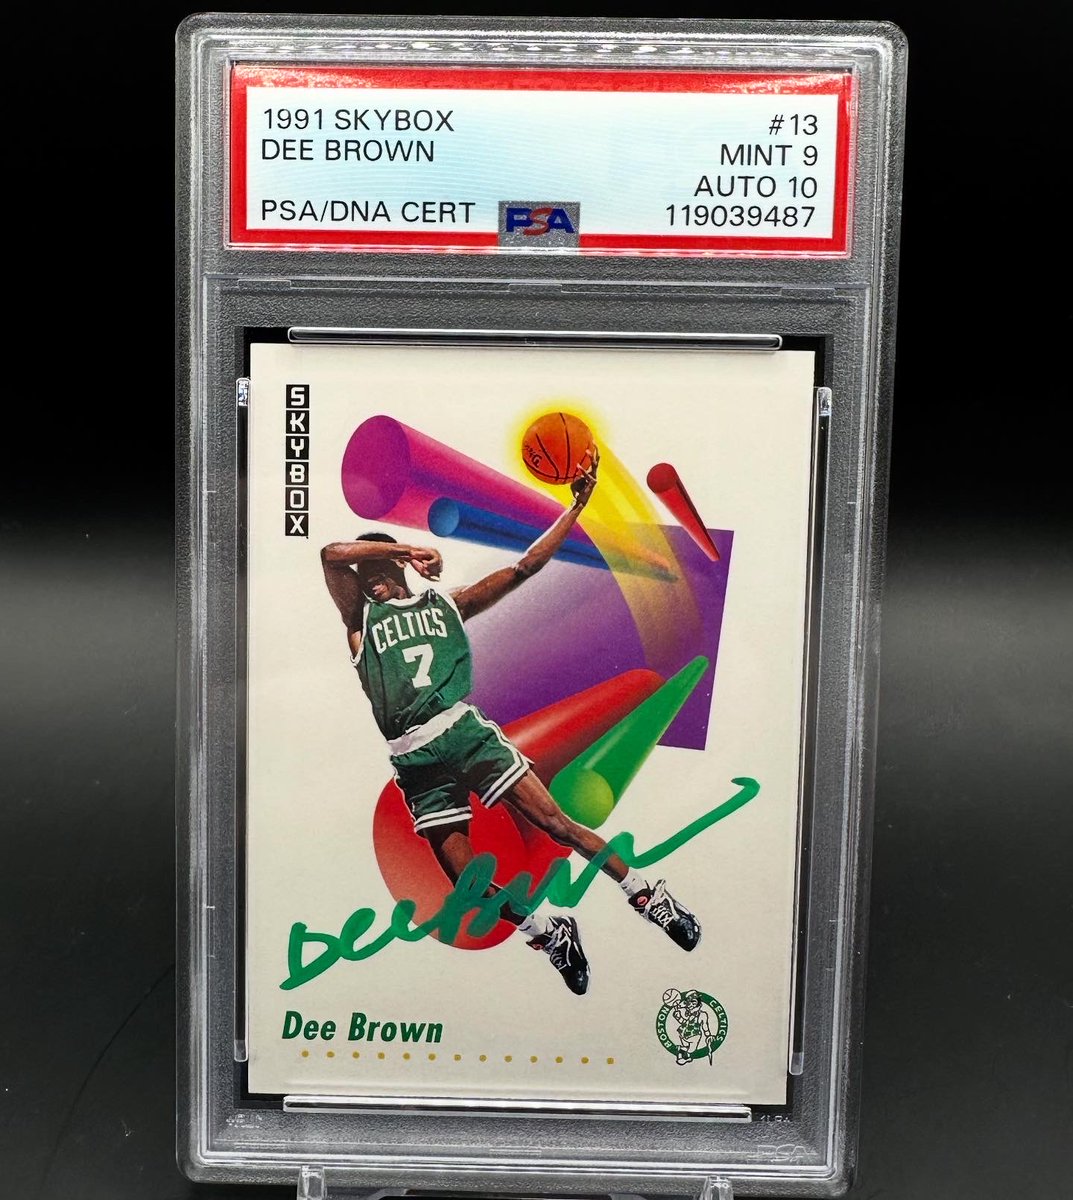 1991 SKYBOX #13
DEE BROWN MINT 9
AUTO 10
PSA/DNA CERT PSA 119039487
SKYBOX
CELTICS
7
Dee Brown
Dee Brown
BOSTON CELTICS
PSA